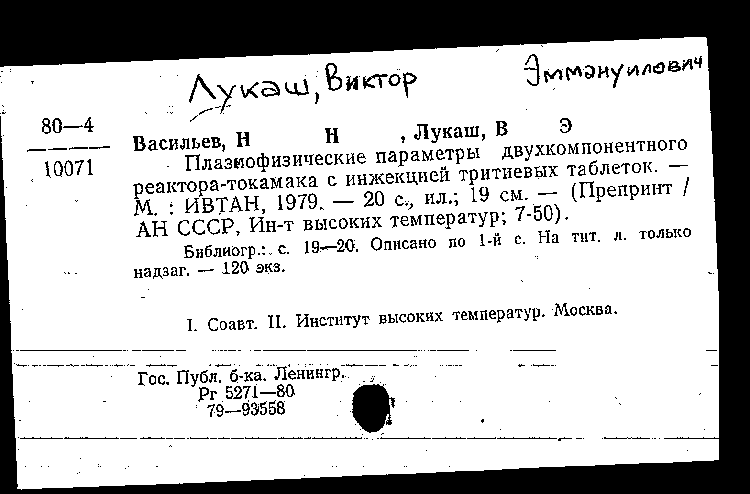 Лукаш, Виктор Эммануилович
80—4
10071
Васильев, Н Н , Лукаш, В Э
Плазмофизические параметры двухкомпонентного
реактора-токамака с инжекцией тритиевых таблеток. —
М. : ИВТАН, 1979. — 20 с., ил.; 19 см. — (Препринт /
АН СССР, Ин-т высоких температур; 7-50).
Библиогр.: с. 19—20. Описано по 1-й с. На тит. л. только
надзаг. — 120 экз.
I. Соавт. II. Институт высоких температур. Москва.
Гос. Публ. б-ка. Ленингр.
Рг 5271—80
79—93558